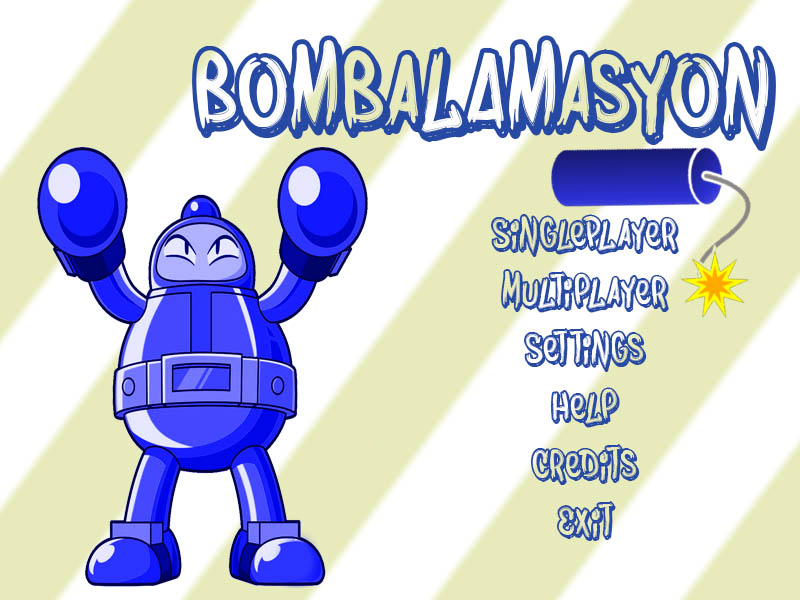 BOMBALAMASYON
SiNGLePLAYER
MULTiPLAYER
SeTTiNGS
HeLP
CReDiTS
EXiT